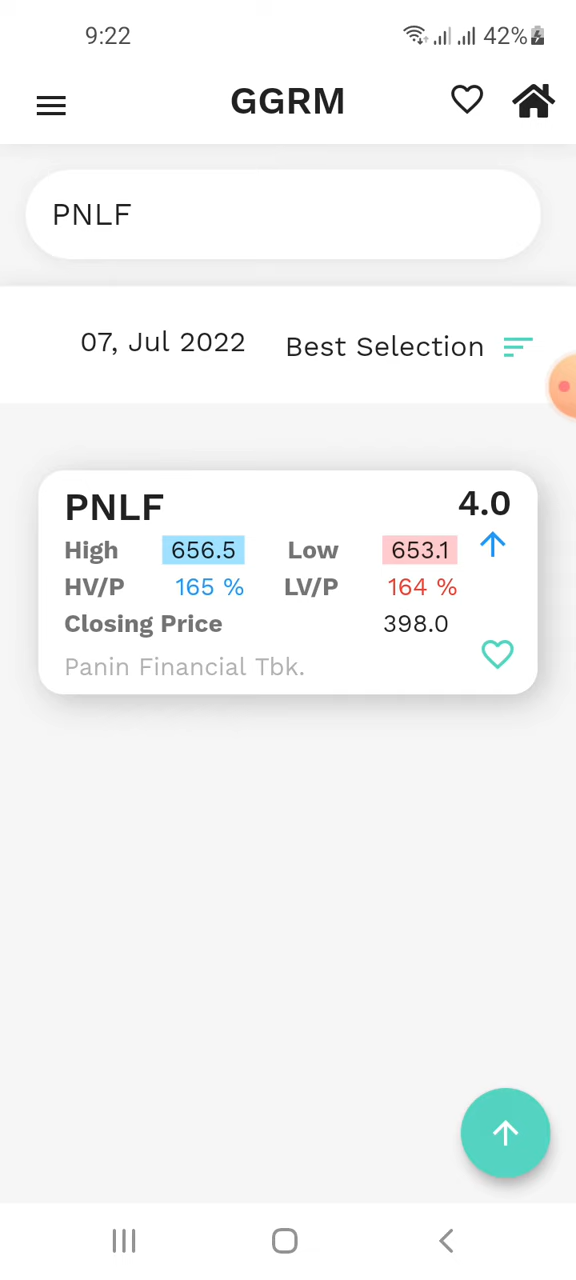 9:22 42%
GGRM
PNLF
07, Jul 2022 Best Selection
PNLF 4.0
High 656.5 Low 653.1
HV/P 165 % LV/P 164 %
Closing Price 398.0
Panin Financial Tbk.